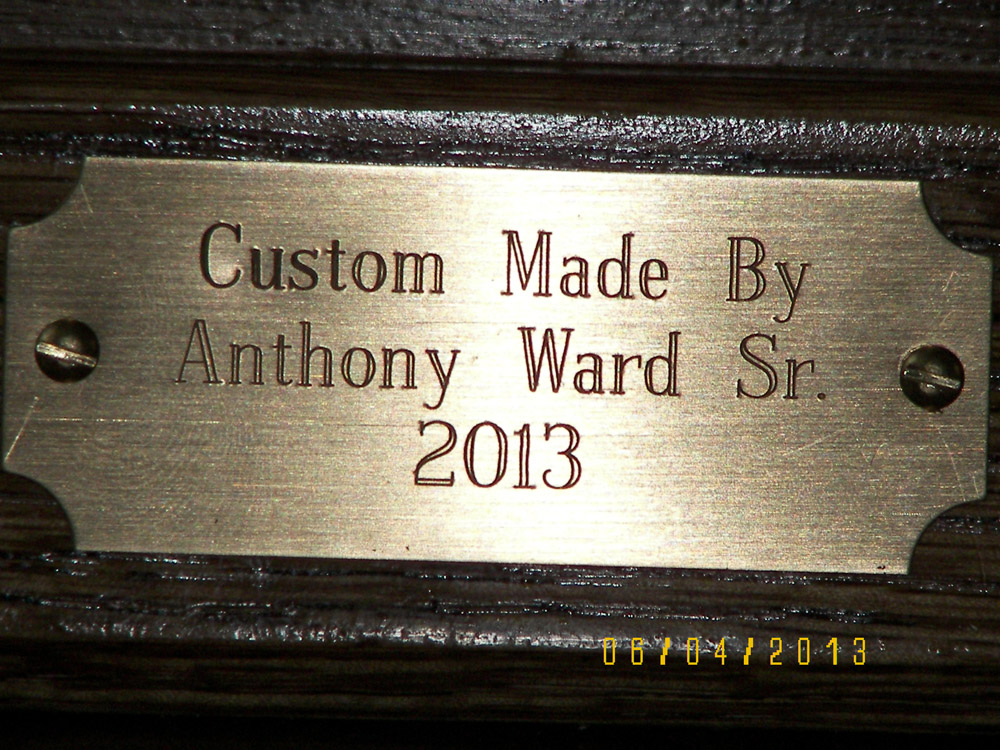 Custom Made By
Anthony Ward Sr.
2013
06/04/2013